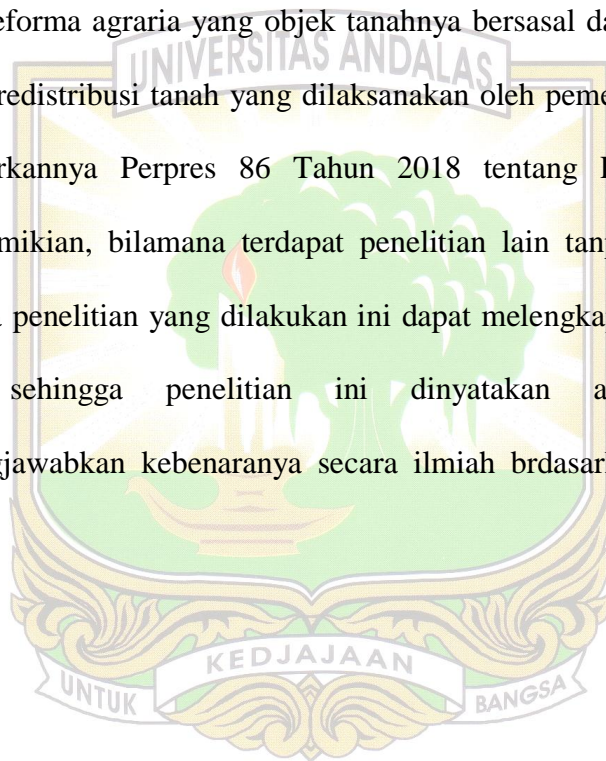 eforma agraria yang objek tanahnya bersasal da
redistribusi tanah yang dilaksanakan oleh peme
rkannya Perpres 86 Tahun 2018 tentang
mikian, bilamana terdapat penelitian lain tan
penelitian yang dilakukan ini dapat melengka
sehingga penelitian ini dinyatakan a
jawabkan kebenaranya secara ilmiah brdasar
UNIVERSITAS ANDALAS
KEDJAJAAN
UNTUK BANGSA